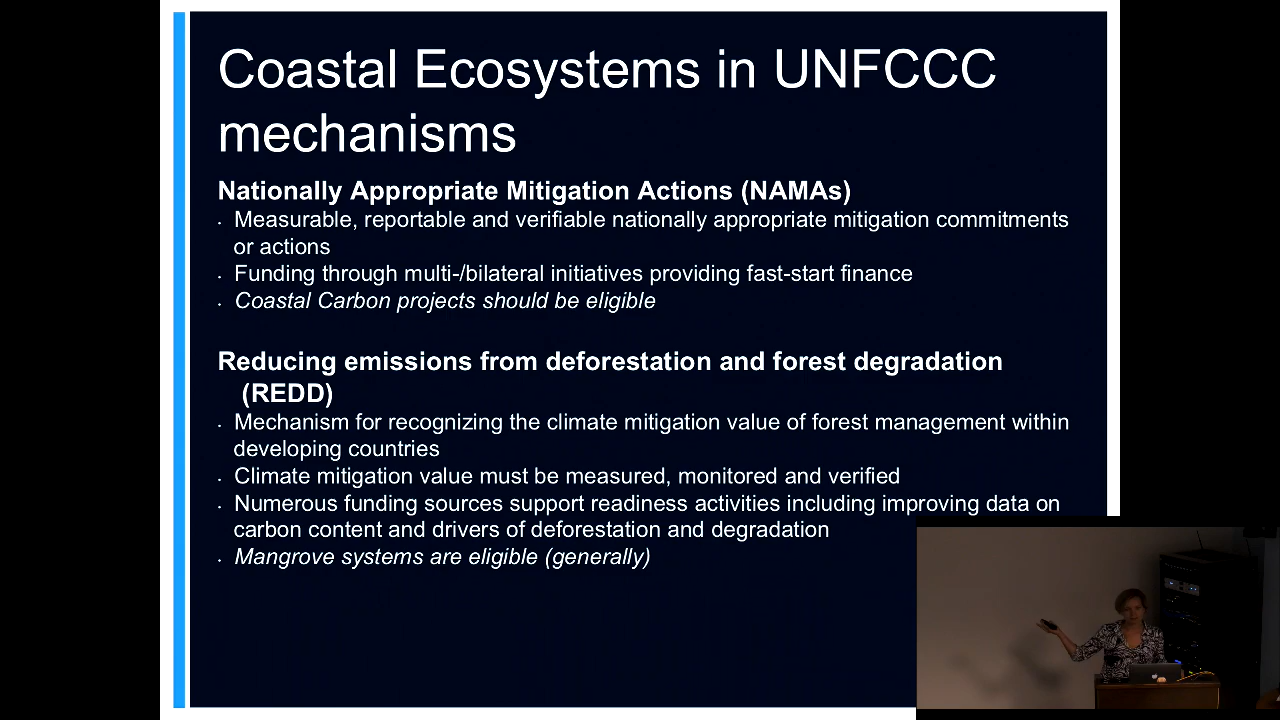 Coastal Ecosystems in UNFCCC
mechanisms
Nationally Appropriate Mitigation Actions (NAMAs)
· Measurable, reportable and verifiable nationally appropriate mitigation commitments
or actions
· Funding through multi-/bilateral initiatives providing fast-start finance
· Coastal Carbon projects should be eligible
Reducing emissions from deforestation and forest degradation
(REDD)
· Mechanism for recognizing the climate mitigation value of forest management within
developing countries
· Climate mitigation value must be measured, monitored and verified
· Numerous funding sources support readiness activities including improving data on
carbon content and drivers of deforestation and degradation
· Mangrove systems are eligible (generally)